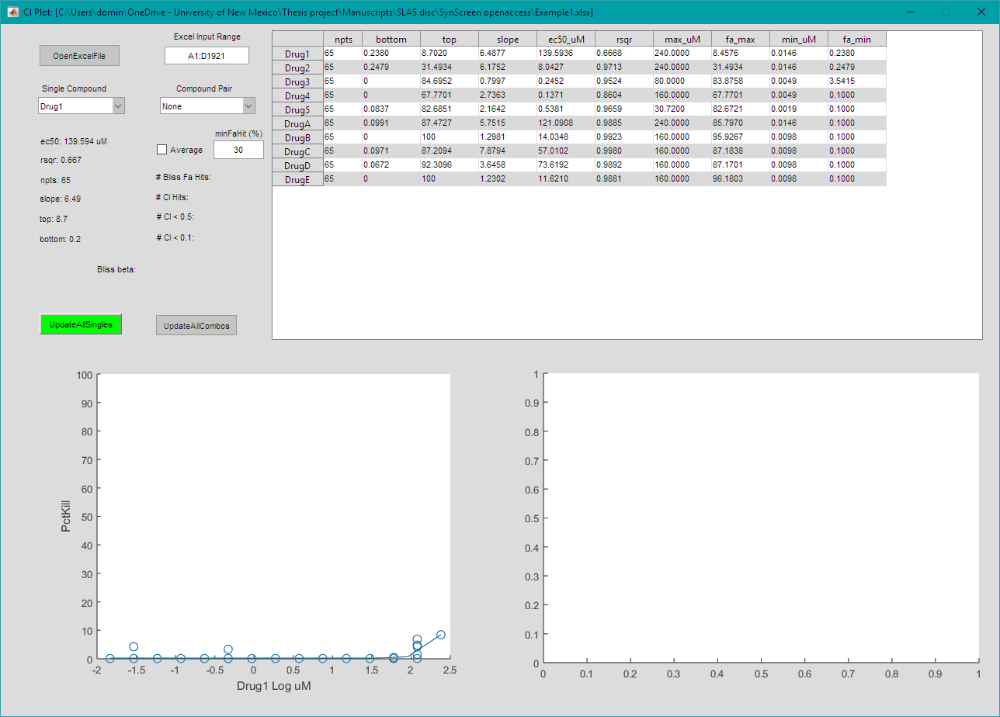 CI Plot: [C:\Users\domin\OneDrive - University of New Mexico\Thesis project\Manuscripts\SLAS disc\SynScreen openaccess\Example1.xlsx]
OpenExcelFile
Excel Input Range
A1:D1921
Single Compound
Drug1
Compound Pair
None
ec50: 139.594 uM
rsqr: 0.667
npts: 65
slope: 6.49
top: 8.7
bottom: 0.2
Average
minFaHit (%)
30
# Bliss Fa Hits:
# CI Hits:
# CI < 0.5:
# CI < 0.1:
Bliss beta:
UpdateAllSingles
UpdateAllCombos
npts bottom top slope ec50_uM rsqr max_uM fa_max min_uM fa_min
Drug1 65 0.2380 8.7020 6.4877 139.5936 0.6668 240.0000 8.4576 0.0146 0.2380
Drug2 65 0.2479 31.4934 6.1752 8.0427 0.9713 240.0000 31.4934 0.0146 0.2479
Drug3 65 0 84.6952 0.7997 0.2452 0.9524 80.0000 83.8758 0.0049 3.5415
Drug4 65 0 67.7701 2.7363 0.1371 0.8604 160.0000 67.7701 0.0049 0.1000
Drug5 65 0.0837 82.6851 2.1642 0.5381 0.9659 30.7200 82.6721 0.0019 0.1000
DrugA 65 0.0991 87.4727 5.7515 121.0908 0.9885 240.0000 85.7970 0.0146 0.1000
DrugB 65 0 100 1.2981 14.0348 0.9923 160.0000 95.9267 0.0098 0.1000
DrugC 65 0.0971 87.2094 7.8794 57.0102 0.9980 160.0000 87.1838 0.0098 0.1000
DrugD 65 0.0672 92.3096 3.6458 73.6192 0.9892 160.0000 87.1701 0.0098 0.1000
DrugE 65 0 100 1.2302 11.6210 0.9881 160.0000 96.1803 0.0098 0.1000
100
90
80
70
60
50
40
30
20
10
0
PctKill
-2 -1.5 -1 -0.5 0 0.5 1 1.5 2 2.5
Drug1 Log uM
1
0.9
0.8
0.7
0.6
0.5
0.4
0.3
0.2
0.1
0
0 0.1 0.2 0.3 0.4 0.5 0.6 0.7 0.8 0.9 1